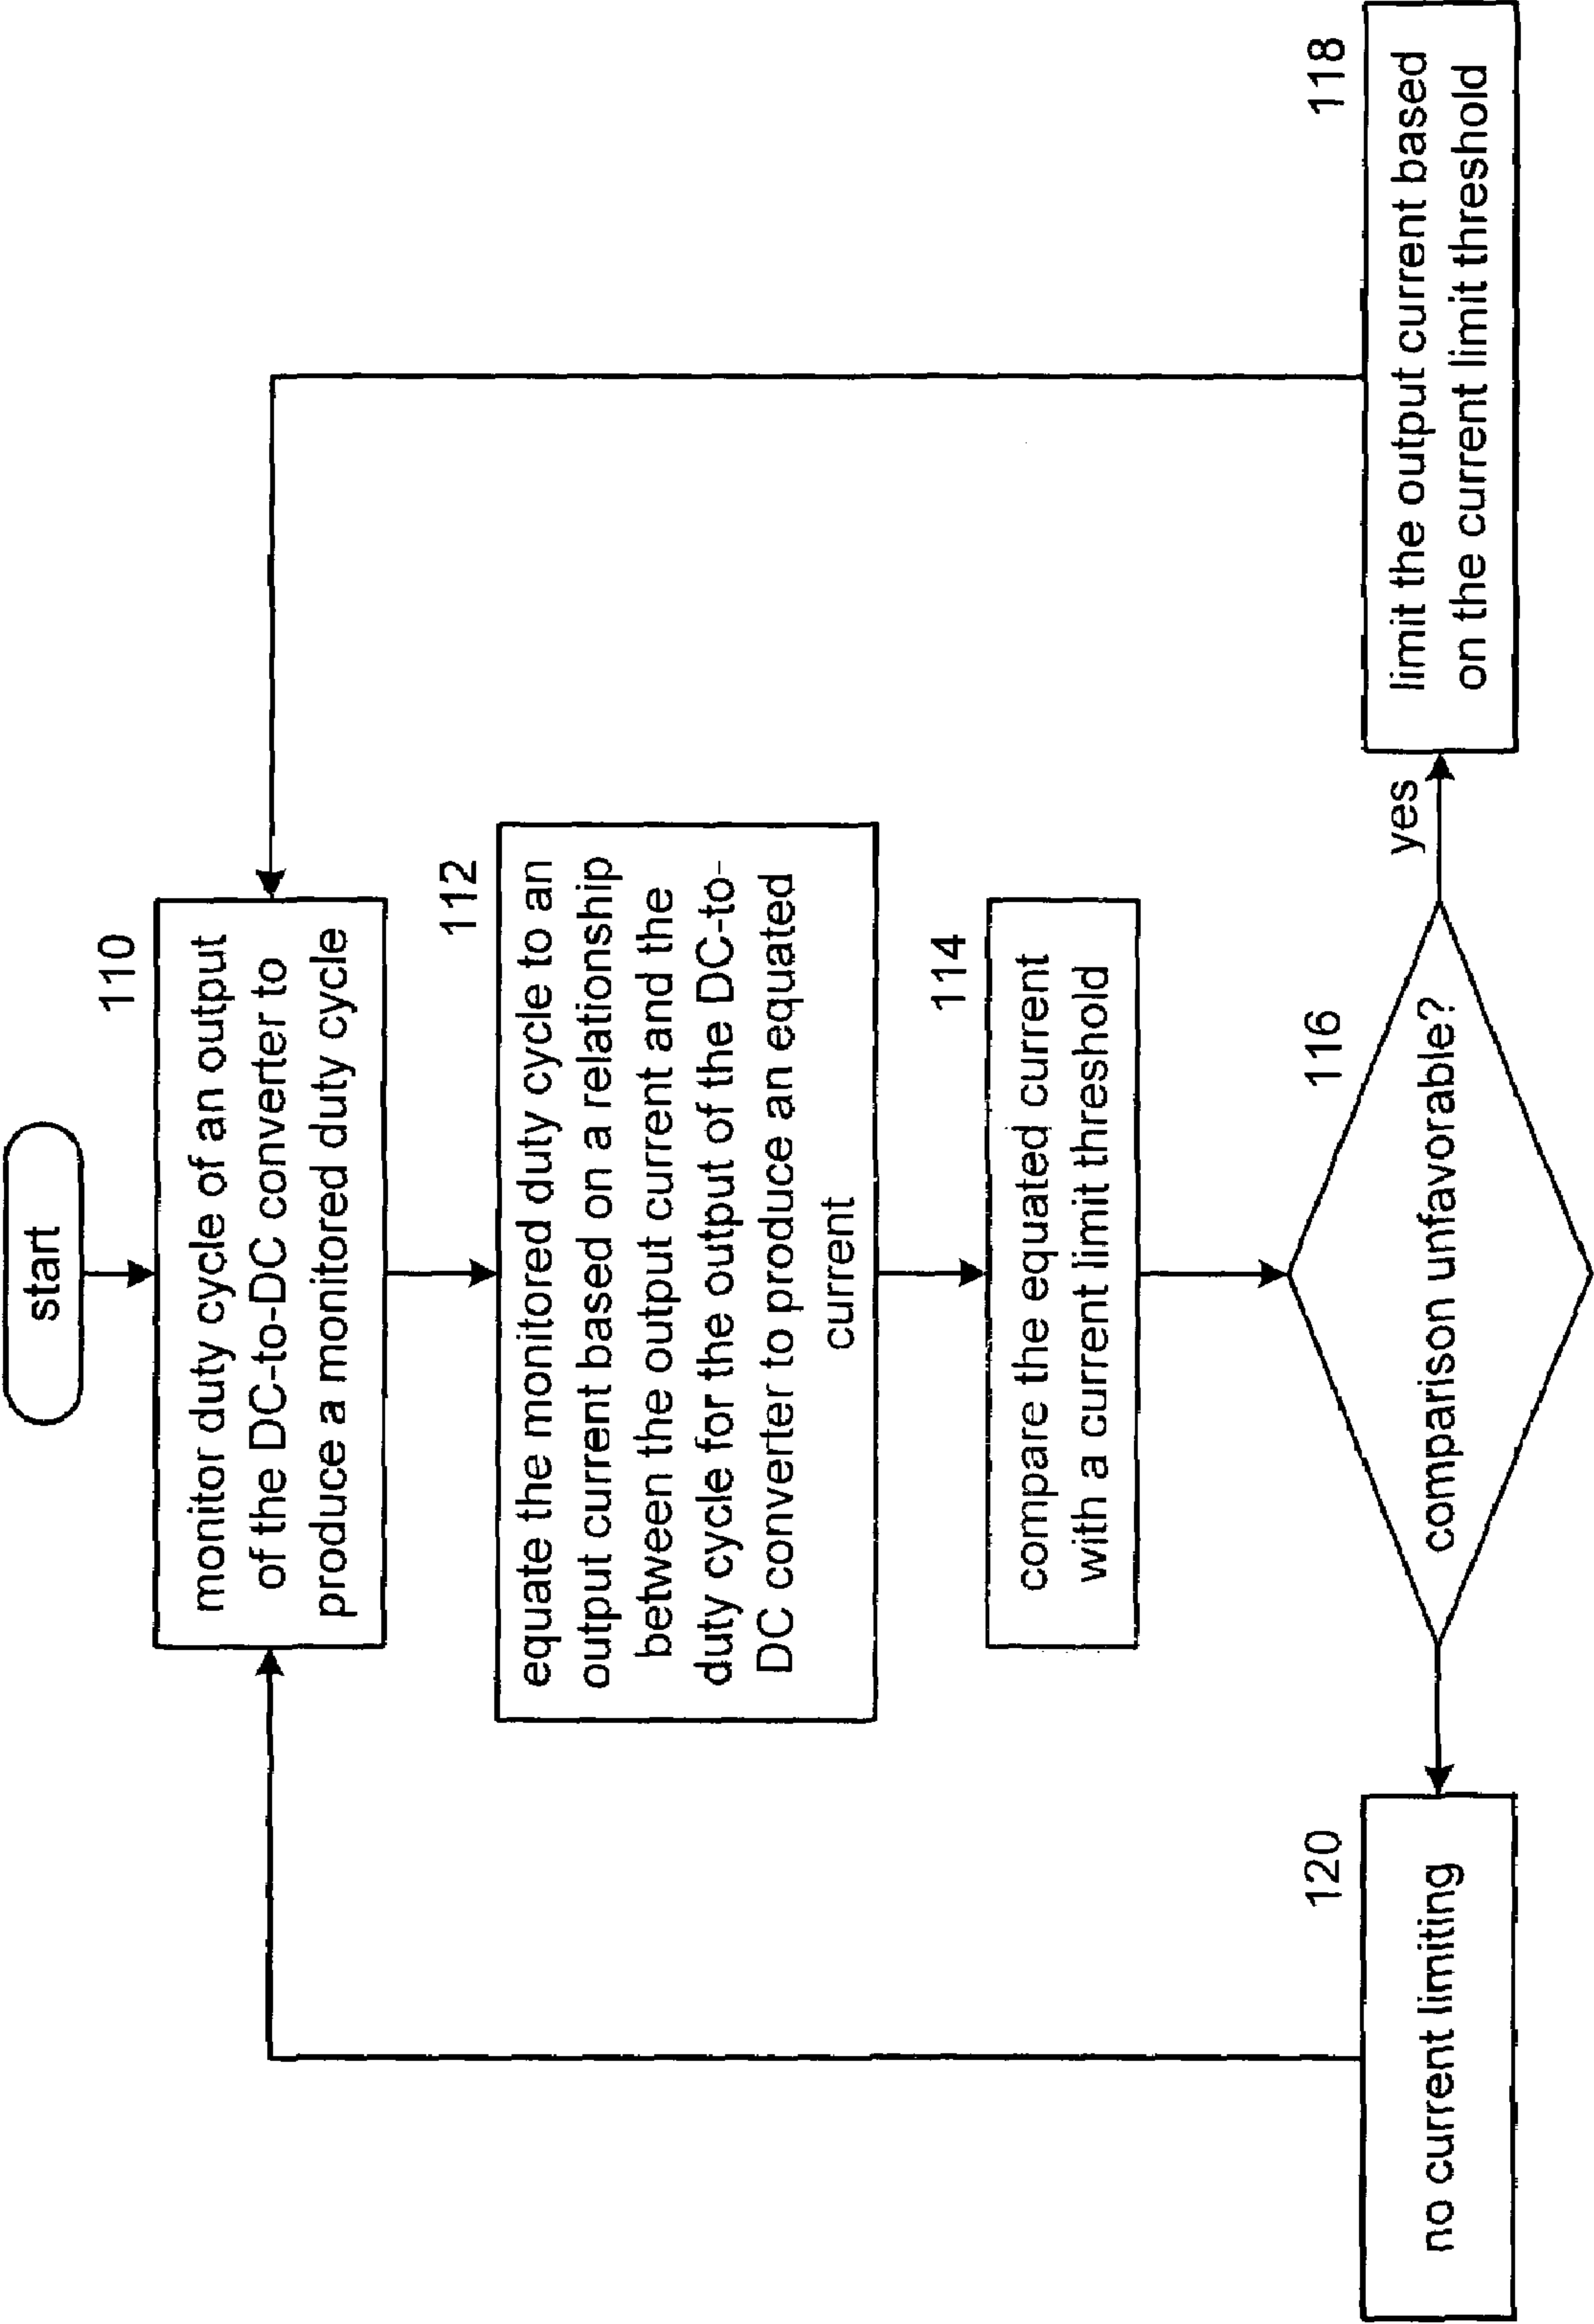 start
110
monitor duty cycle of an output
of the DC-to-DC converter to
produce a monitored duty cycle
112
equate the monitored duty cycle to an
output current based on a relationship
between the output current and the
duty cycle for the output of the DC-to-
DC converter to produce an equated
current
114
compare the equated current
with a current limit threshold
116
comparison unfavorable?
yes
118
limit the output current based
on the current limit threshold
120
no current limiting